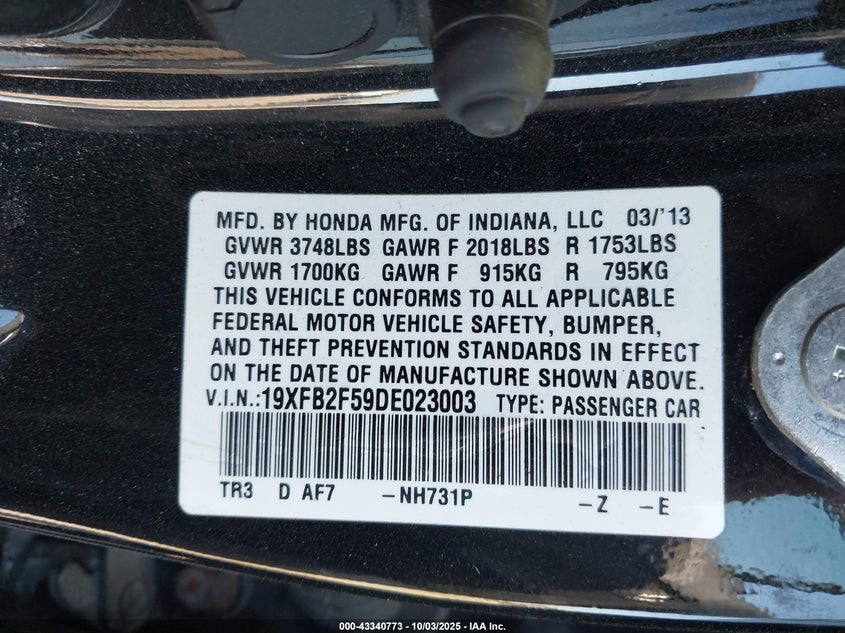 MFD. BY HONDA MFG. OF INDIANA, LLC 03/'13
GVWR 3748LBS GAWR F 2018LBS R 1753LBS
GVWR 1700KG GAWR F 915KG R 795KG
THIS VEHICLE CONFORMS TO ALL APPLICABLE
FEDERAL MOTOR VEHICLE SAFETY, BUMPER,
AND THEFT PREVENTION STANDARDS IN EFFECT
ON THE DATE OF MANUFACTURE SHOWN ABOVE.
V.I.N.:19XFB2F59DE023003 TYPE: PASSENGER CAR
TR3 D AF7 -NH731P -Z -E
000-43340773 - 10/03/2025 - IAA Inc.